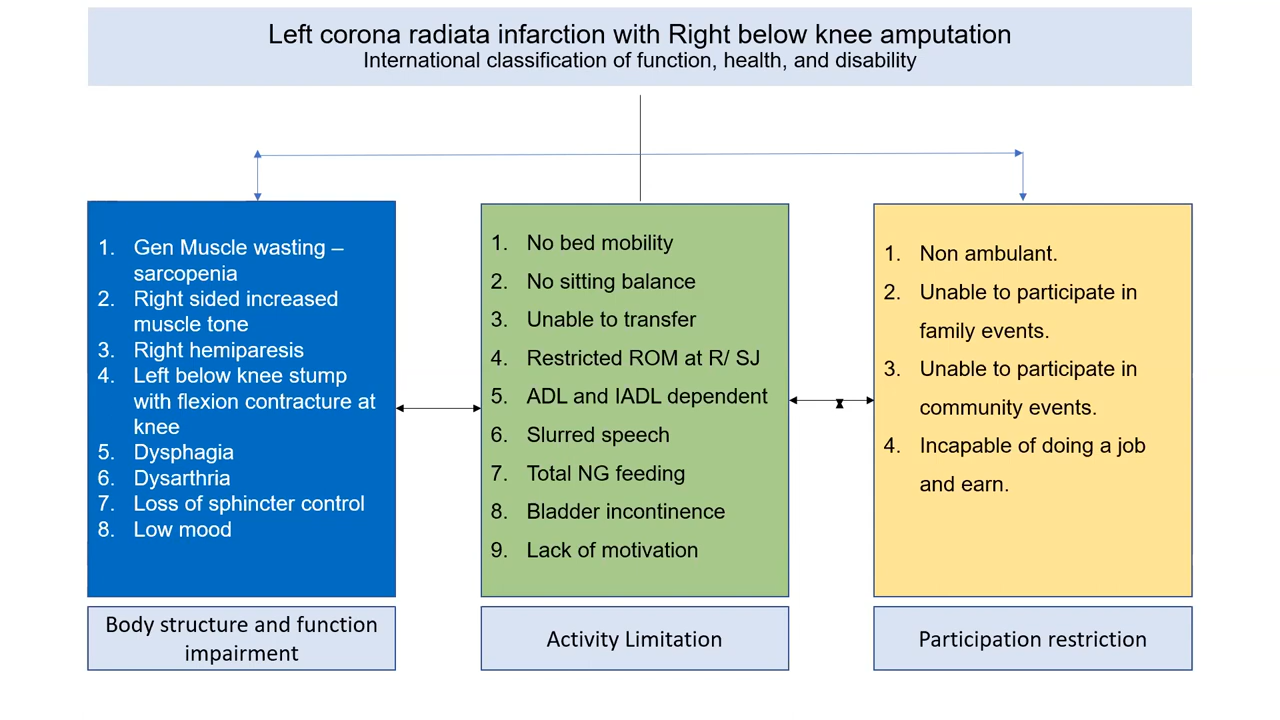 Left corona radiata infarction with Right below knee amputation
International classification of function, health, and disability
1. Gen Muscle wasting –
sarcopenia
2. Right sided increased
muscle tone
3. Right hemiparesis
4. Left below knee stump
with flexion contracture at
knee
5. Dysphagia
6. Dysarthria
7. Loss of sphincter control
8. Low mood
Body structure and function
impairment
1. No bed mobility
2. No sitting balance
3. Unable to transfer
4. Restricted ROM at R/ SJ
5. ADL and IADL dependent
6. Slurred speech
7. Total NG feeding
8. Bladder incontinence
9. Lack of motivation
Activity Limitation
1. Non ambulant.
2. Unable to participate in
family events.
3. Unable to participate in
community events.
4. Incapable of doing a job
and earn.
Participation restriction